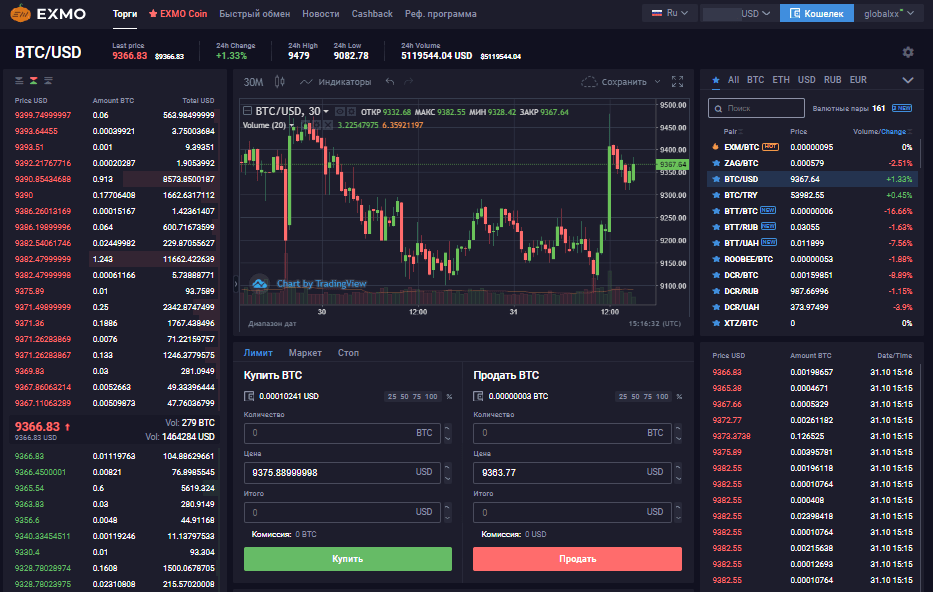 EXMO Торги EXMO Coin Быстрый обмен Новости Cashback Реф. программа Ru USD Кошелек globalxx*
BTC/USD
Last price 24h Change 24h High 24h Low 24h Volume
9366.83 $9366.83 +1.33% 9479 9082.78 5119544.04 USD $5119544.04
Price USD Amount BTC Total USD
9399.74999997 0.06 563.98499999
9393.64455 0.00039921 3.75003684
9393.51 0.001 9.39351
9392.21767716 0.00020287 1.9053992
9390.85434688 0.913 8573.8500187
9390 0.17706408 1662.6317112
9386.26013169 0.00015167 1.42361407
9386.19899996 0.064 600.71673599
9382.54061746 0.02449982 229.87055627
9382.47999999 1.243 11662.422639
9382.47999998 0.00061166 5.73888771
9375.89 0.01 93.7589
9371.49899999 0.25 2342.8747499
9371.36 0.1886 1767.438496
9371.26283869 0.0076 71.22159757
9371.26283867 0.133 1246.3779575
9369.83 0.03 281.0949
9367.86063214 0.0052663 49.33396444
9367.11063289 0.00509873 47.76036799
9366.83 Vol: 279 BTC
9366.83 USD Vol: 1464284 USD
9366.83 0.01119763 104.88629661
9366.4500001 0.00821 76.8985545
9365.54 0.6 5619.324
9363.83 0.03 280.9149
9356.6 0.0048 44.91168
9340.33454511 0.00119246 11.13797533
9330.4 0.01 93.304
9328.78028974 0.1608 1500.0678705
9328.78023975 0.02310808 215.57020008
30М Индикаторы Сохранить
BTC/USD, 30 ОТКР 9332.68 МАКС 9382.55 МИН 9328.42 ЗАКР 9367.64
Volume (20) 3.22547975 6.35921197
9500.00
9450.00
9400.00
9367.64
9350.00
9300.00
9250.00
9200.00
9150.00
9100.00
Chart by TradingView
30 12:00 31 12:00
Диапазон дат 15:16:32 (UTC)
Лимит Маркет Стоп
Купить BTC
0.00010241 USD 25 50 75 100 %
Количество
0 BTC
Цена
9375.88999998 USD
Итого
0 USD
Комиссия: 0 BTC
Купить
Продать BTC
0.00000003 BTC 25 50 75 100 %
Количество
0 BTC
Цена
9363.77 USD
Итого
0 USD
Комиссия: 0 USD
Продать
All BTC ETH USD RUB EUR
Поиск Валютные пары 161 2 NEW
Pair Price Volume/Change
EXM/BTC HOT 0.00000095 0%
ZAG/BTC 0.000579 -2.51%
BTC/USD 9367.64 +1.33%
BTC/TRY 53982.55 +0.45%
BTT/BTC NEW 0.00000006 -16.66%
BTT/RUB NEW 0.03055 -1.63%
BTT/UAH NEW 0.011899 -7.56%
ROOBEE/BTC 0.00000053 -1.88%
DCR/BTC 0.00159851 -8.89%
DCR/RUB 987.66996 -1.15%
DCR/UAH 373.97499 -3.9%
XTZ/BTC 0 0%
Price USD Amount BTC Date/Time
9366.83 0.00198657 31.10 15:16
9365.38 0.0004671 31.10 15:15
9367.66 0.0005329 31.10 15:15
9372.77 0.00261182 31.10 15:15
9373.3738 0.126525 31.10 15:15
9375.89 0.00395781 31.10 15:15
9382.55 0.00196118 31.10 15:15
9382.55 0.00010764 31.10 15:15
9382.55 0.000408 31.10 15:15
9382.55 0.02398418 31.10 15:15
9382.55 0.00010764 31.10 15:15
9382.55 0.00215638 31.10 15:15
9382.55 0.00012693 31.10 15:15
9382.55 0.00010764 31.10 15:15